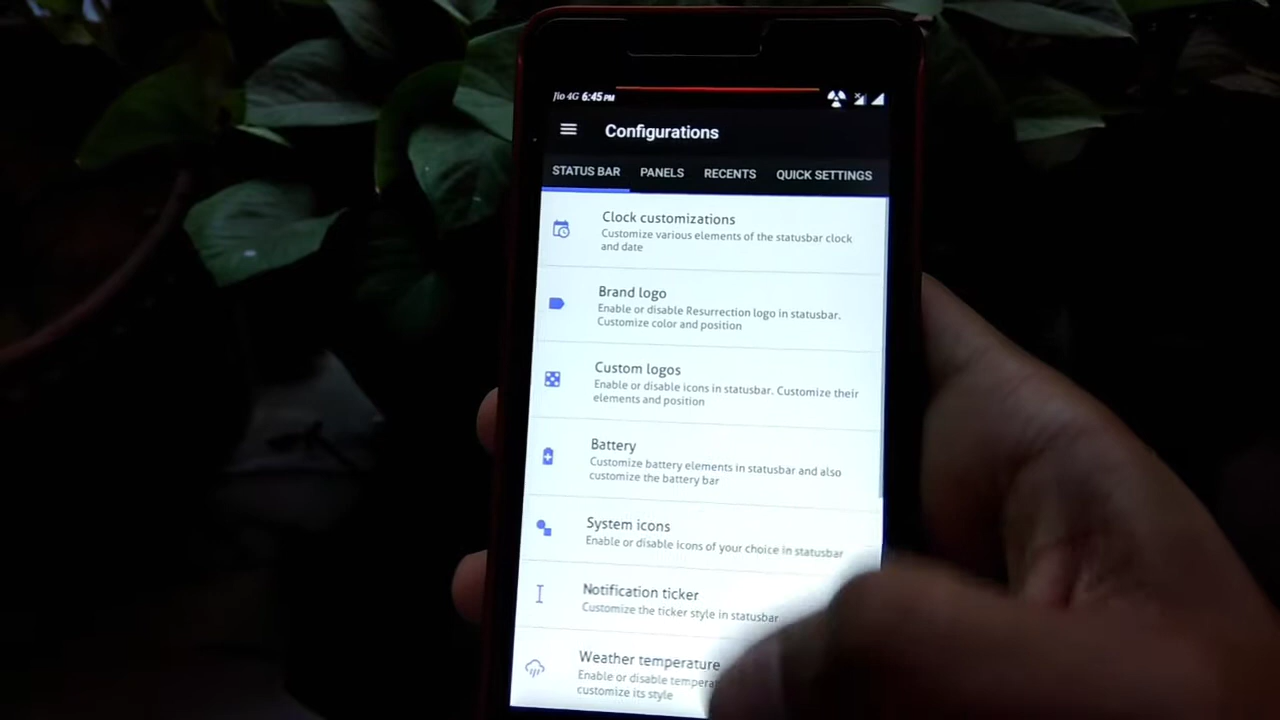 Jio 4G 6:45 PM
Configurations
STATUS BAR PANELS RECENTS QUICK SETTINGS
Clock customizations
Customize various elements of the statusbar clock
and date
Brand logo
Enable or disable Resurrection logo in statusbar.
Customize color and position
Custom logos
Enable or disable icons in statusbar. Customize their
elements and position
Battery
Customize battery elements in statusbar and also
customize the battery bar
System icons
Enable or disable icons of your choice in statusbar
Notification ticker
Customize the ticker style in statusbar
Weather temperature
Enable or disable
customize its style